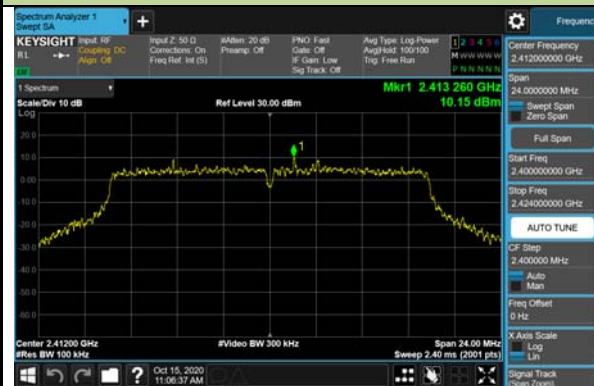 Spectrum Analyzer 1
Swept SA
Frequenc
KEYSIGHT
RL
Input: RF
Coupling: DC
Align: Off
Input Z: 50 Ω
Corrections: On
Freq Ref: Int (S)
#Atten: 20 dB
Preamp: Off
PNO: Fast
Gate: Off
IF Gain: Low
Sig Track: Off
Avg Type: Log-Power
Avg|Hold: 100/100
Trig: Free Run
1 2 3 4 5 6
M W W W W W
P N N N N N
1 Spectrum
Scale/Div 10 dB
Ref Level 30.00 dBm
Mkr1 2.413 260 GHz
10.15 dBm
Log
20.0
10.0
0.00
-10.0
-20.0
-30.0
-40.0
-50.0
-60.0
1
Center 2.41200 GHz
#Res BW 100 kHz
#Video BW 300 kHz
Span 24.00 MHz
Sweep 2.40 ms (2001 pts)
Oct 15, 2020
11:06:37 AM
Center Frequency
2.412000000 GHz
Span
24.0000000 MHz
Swept Span
Zero Span
Full Span
Start Freq
2.400000000 GHz
Stop Freq
2.424000000 GHz
AUTO TUNE
CF Step
2.400000 MHz
Auto
Man
Freq Offset
0 Hz
X Axis Scale
Log
Lin
Signal Track
(Span Zoom)